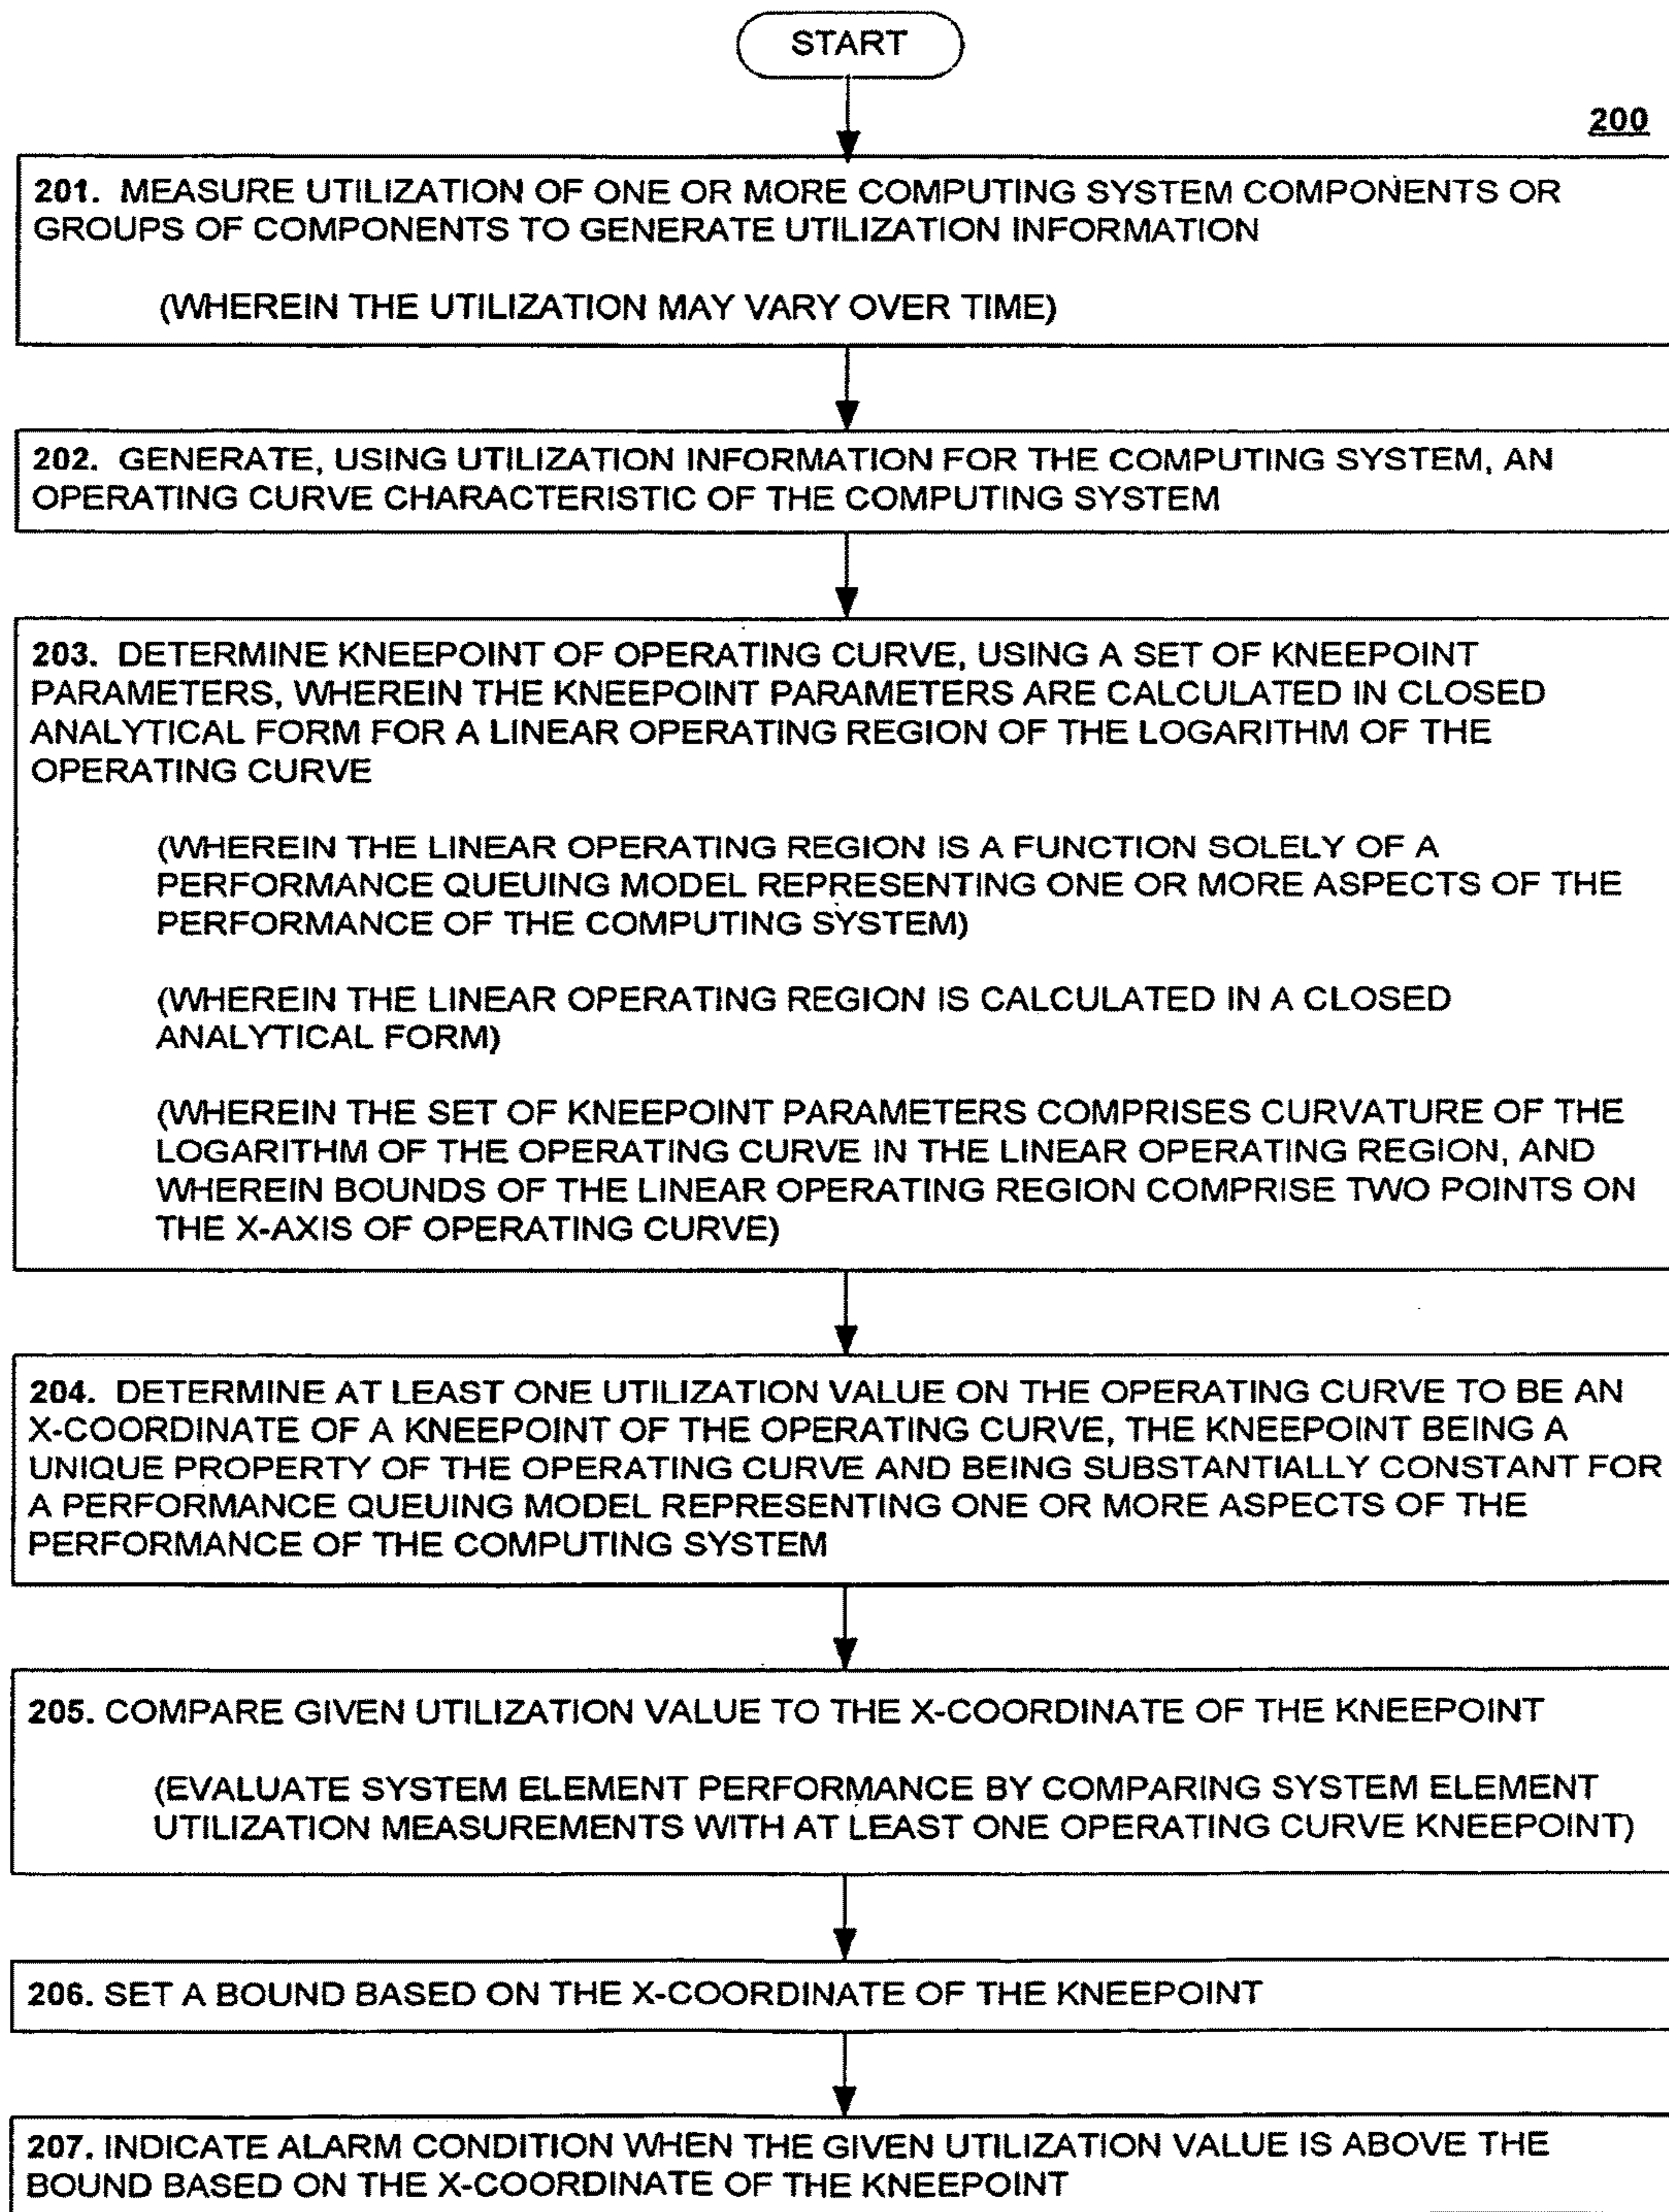 START
200
201. MEASURE UTILIZATION OF ONE OR MORE COMPUTING SYSTEM COMPONENTS OR
GROUPS OF COMPONENTS TO GENERATE UTILIZATION INFORMATION
(WHEREIN THE UTILIZATION MAY VARY OVER TIME)
202. GENERATE, USING UTILIZATION INFORMATION FOR THE COMPUTING SYSTEM, AN
OPERATING CURVE CHARACTERISTIC OF THE COMPUTING SYSTEM
203. DETERMINE KNEEPOINT OF OPERATING CURVE, USING A SET OF KNEEPOINT
PARAMETERS, WHEREIN THE KNEEPOINT PARAMETERS ARE CALCULATED IN CLOSED
ANALYTICAL FORM FOR A LINEAR OPERATING REGION OF THE LOGARITHM OF THE
OPERATING CURVE
(WHEREIN THE LINEAR OPERATING REGION IS A FUNCTION SOLELY OF A
PERFORMANCE QUEUING MODEL REPRESENTING ONE OR MORE ASPECTS OF THE
PERFORMANCE OF THE COMPUTING SYSTEM)
(WHEREIN THE LINEAR OPERATING REGION IS CALCULATED IN A CLOSED
ANALYTICAL FORM)
(WHEREIN THE SET OF KNEEPOINT PARAMETERS COMPRISES CURVATURE OF THE
LOGARITHM OF THE OPERATING CURVE IN THE LINEAR OPERATING REGION, AND
WHEREIN BOUNDS OF THE LINEAR OPERATING REGION COMPRISE TWO POINTS ON
THE X-AXIS OF OPERATING CURVE)
204. DETERMINE AT LEAST ONE UTILIZATION VALUE ON THE OPERATING CURVE TO BE AN
X-COORDINATE OF A KNEEPOINT OF THE OPERATING CURVE, THE KNEEPOINT BEING A
UNIQUE PROPERTY OF THE OPERATING CURVE AND BEING SUBSTANTIALLY CONSTANT FOR
A PERFORMANCE QUEUING MODEL REPRESENTING ONE OR MORE ASPECTS OF THE
PERFORMANCE OF THE COMPUTING SYSTEM
205. COMPARE GIVEN UTILIZATION VALUE TO THE X-COORDINATE OF THE KNEEPOINT
(EVALUATE SYSTEM ELEMENT PERFORMANCE BY COMPARING SYSTEM ELEMENT
UTILIZATION MEASUREMENTS WITH AT LEAST ONE OPERATING CURVE KNEEPOINT)
206. SET A BOUND BASED ON THE X-COORDINATE OF THE KNEEPOINT
207. INDICATE ALARM CONDITION WHEN THE GIVEN UTILIZATION VALUE IS ABOVE THE
BOUND BASED ON THE X-COORDINATE OF THE KNEEPOINT